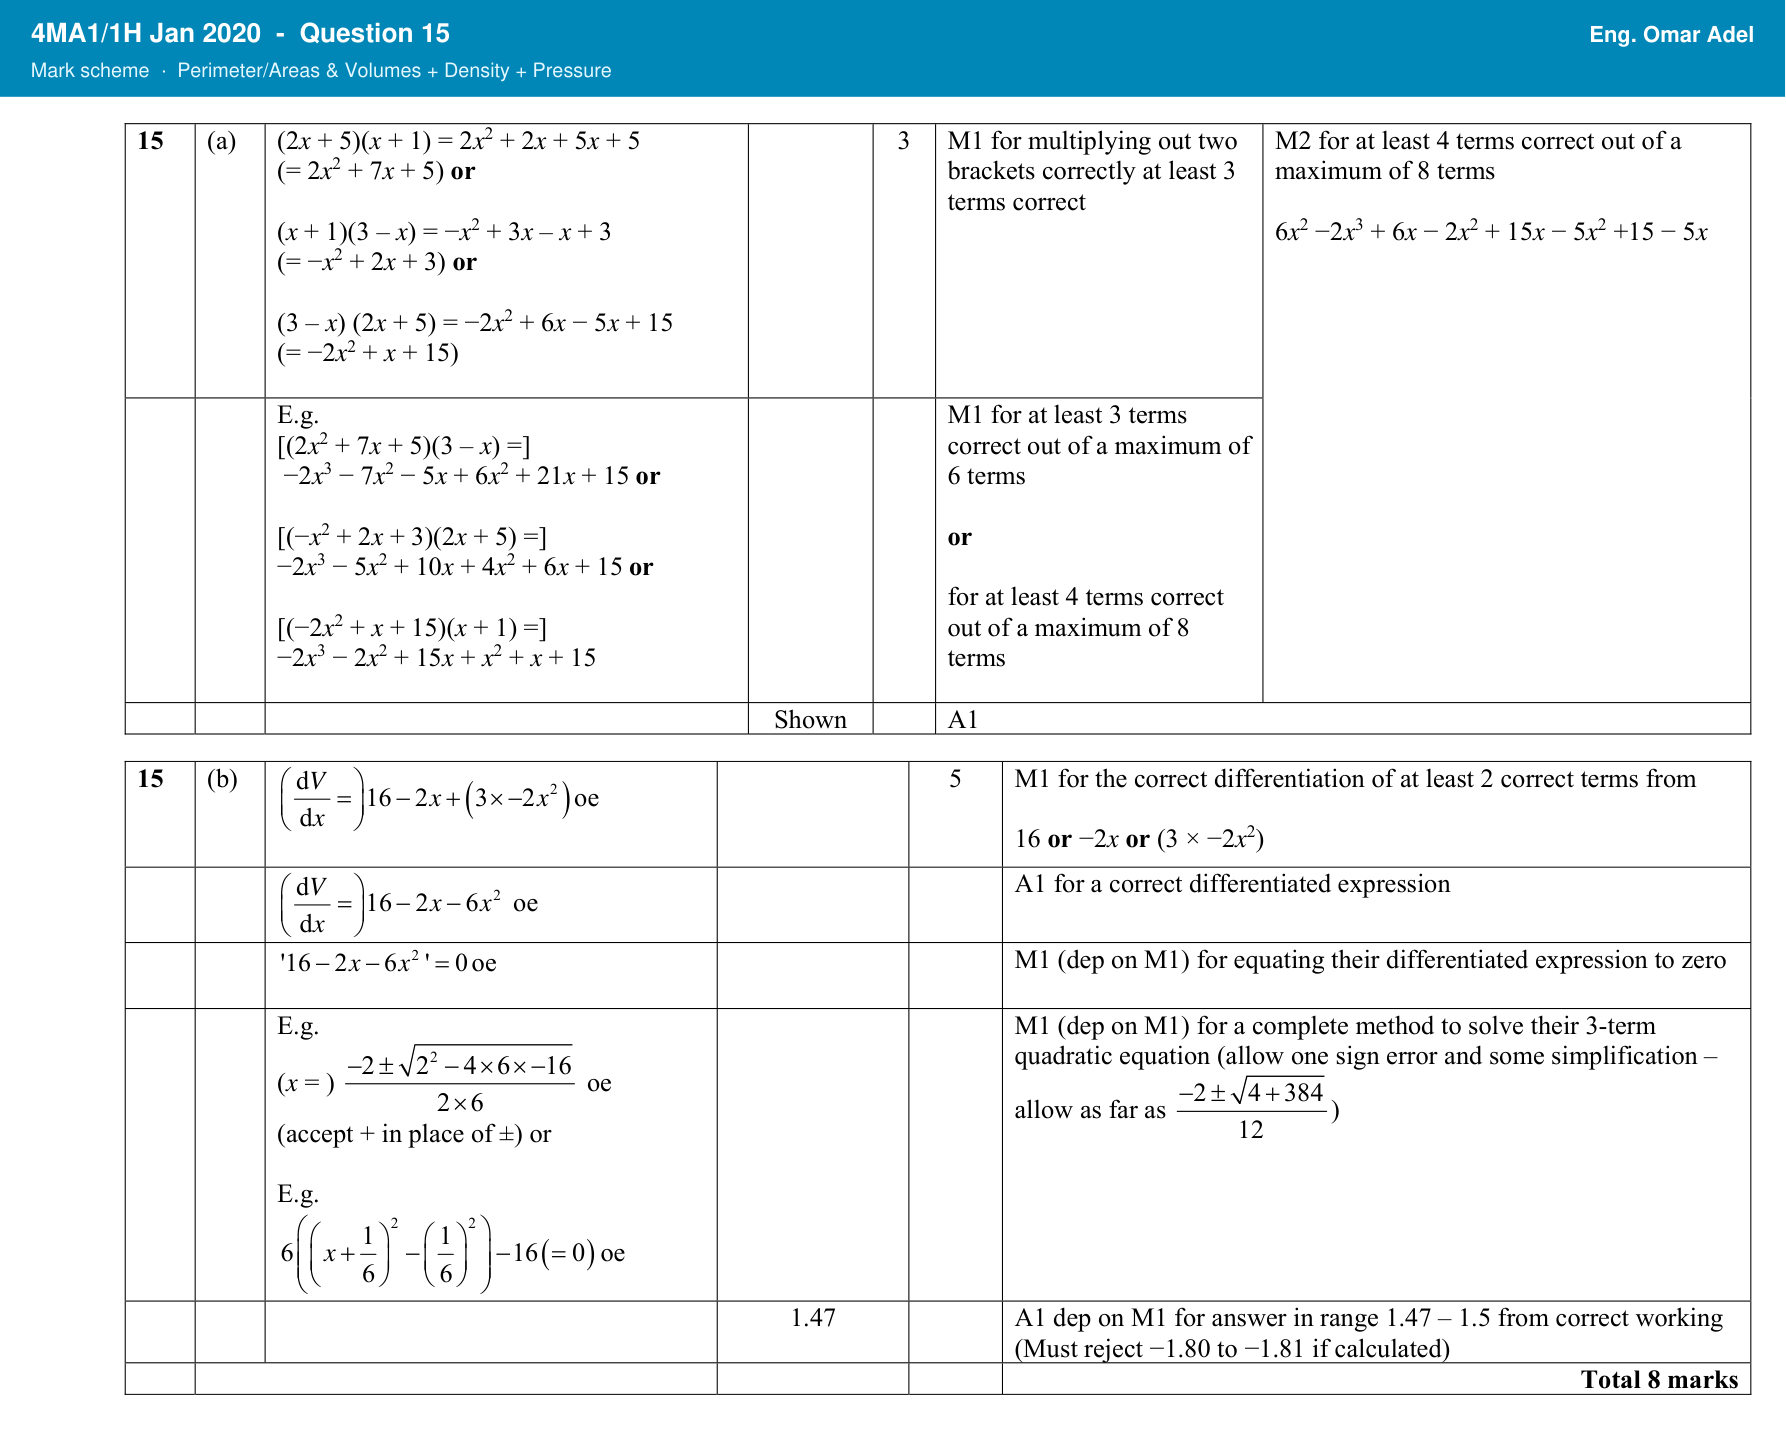 4MA1/1H Jan 2020 - Question 15
Eng. Omar Adel
Mark scheme · Perimeter/Areas & Volumes + Density + Pressure
15 (a) (2x + 5)(x + 1) = 2x² + 2x + 5x + 5
(= 2x² + 7x + 5) or
(x + 1)(3 – x) = −x² + 3x – x + 3
(= −x² + 2x + 3) or
(3 – x) (2x + 5) = −2x² + 6x − 5x + 15
(= −2x² + x + 15)
3
M1 for multiplying out two
brackets correctly at least 3
terms correct
M2 for at least 4 terms correct out of a
maximum of 8 terms
6x² −2x³ + 6x − 2x² + 15x − 5x² +15 − 5x
E.g.
[(2x² + 7x + 5)(3 – x) =]
−2x³ − 7x² − 5x + 6x² + 21x + 15 or
[(−x² + 2x + 3)(2x + 5) =]
−2x³ − 5x² + 10x + 4x² + 6x + 15 or
[(−2x² + x + 15)(x + 1) =]
−2x³ − 2x² + 15x + x² + x + 15
M1 for at least 3 terms
correct out of a maximum of
6 terms
or
for at least 4 terms correct
out of a maximum of 8
terms
Shown A1
15 (b) (dV/dx =) 16 − 2x + (3 × −2x²) oe
5
M1 for the correct differentiation of at least 2 correct terms from
16 or −2x or (3 × −2x²)
(dV/dx =) 16 − 2x − 6x² oe
A1 for a correct differentiated expression
'16 − 2x − 6x² ' = 0 oe
M1 (dep on M1) for equating their differentiated expression to zero
E.g.
(x = ) (−2 ± √(2² − 4 × 6 × −16))/(2 × 6) oe
(accept + in place of ±) or
E.g.
6((x + 1/6)² − (1/6)²) − 16 (= 0) oe
M1 (dep on M1) for a complete method to solve their 3-term
quadratic equation (allow one sign error and some simplification –
allow as far as (−2 ± √(4 + 384))/12 )
1.47
A1 dep on M1 for answer in range 1.47 – 1.5 from correct working
(Must reject −1.80 to −1.81 if calculated)
Total 8 marks